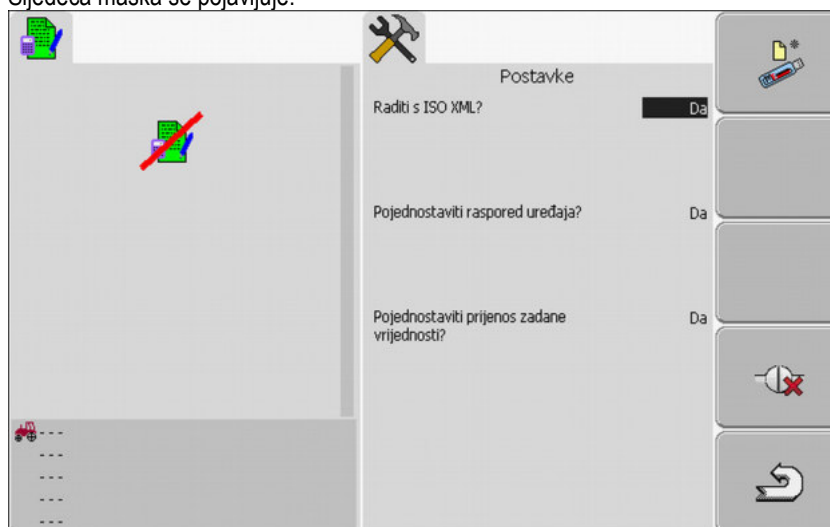 Sljedeća maska se pojavljuje:
Postavke
Raditi s ISO XML? Da
Pojednostaviti raspored uređaja? Da
Pojednostaviti prijenos zadane Da
vrijednosti?
---
---
---
---
---